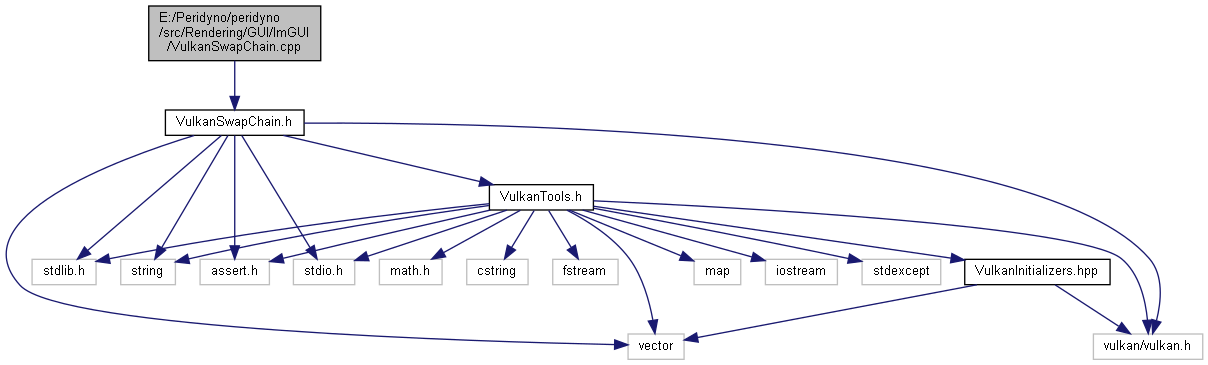 E:/Peridyno/peridyno
/src/Rendering/GUI/ImGUI
/VulkanSwapChain.cpp
VulkanSwapChain.h
VulkanTools.h
stdlib.h
string
assert.h
stdio.h
math.h
cstring
fstream
map
iostream
stdexcept
VulkanInitializers.hpp
vector
vulkan/vulkan.h